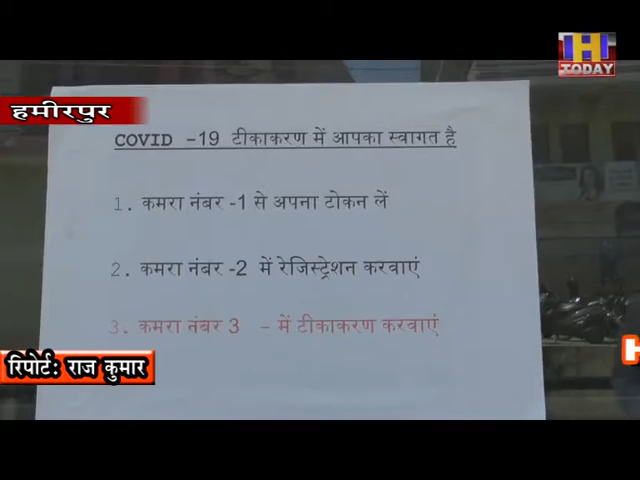 IH
TODAY
हमीरपुर
COVID -19 टीकाकरण में आपका स्वागत है
1. कमरा नंबर -1 से अपना टोकन लें
2. कमरा नंबर -2 में रेजिस्ट्रेशन करवाएं
3. कमरा नंबर 3 - में टीकाकरण करवाएं
रिपोर्ट: राज कुमार
H